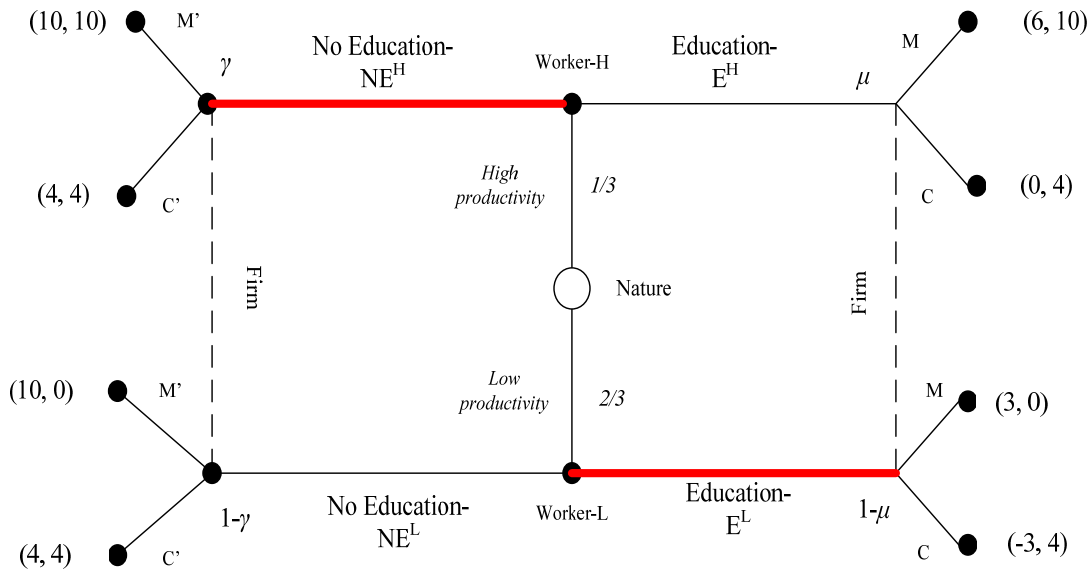 (10, 10)
M’
γ
No Education-
NE^H
Worker-H
Education-
E^H
μ
M
(6, 10)
(4, 4)
C’
High
productivity
1/3
C
(0, 4)
Firm
Nature
Firm
(10, 0)
M’
Low
productivity
2/3
M
(3, 0)
1-γ
No Education-
NE^L
Worker-L
Education-
E^L
1-μ
(4, 4)
C’
C
(-3, 4)